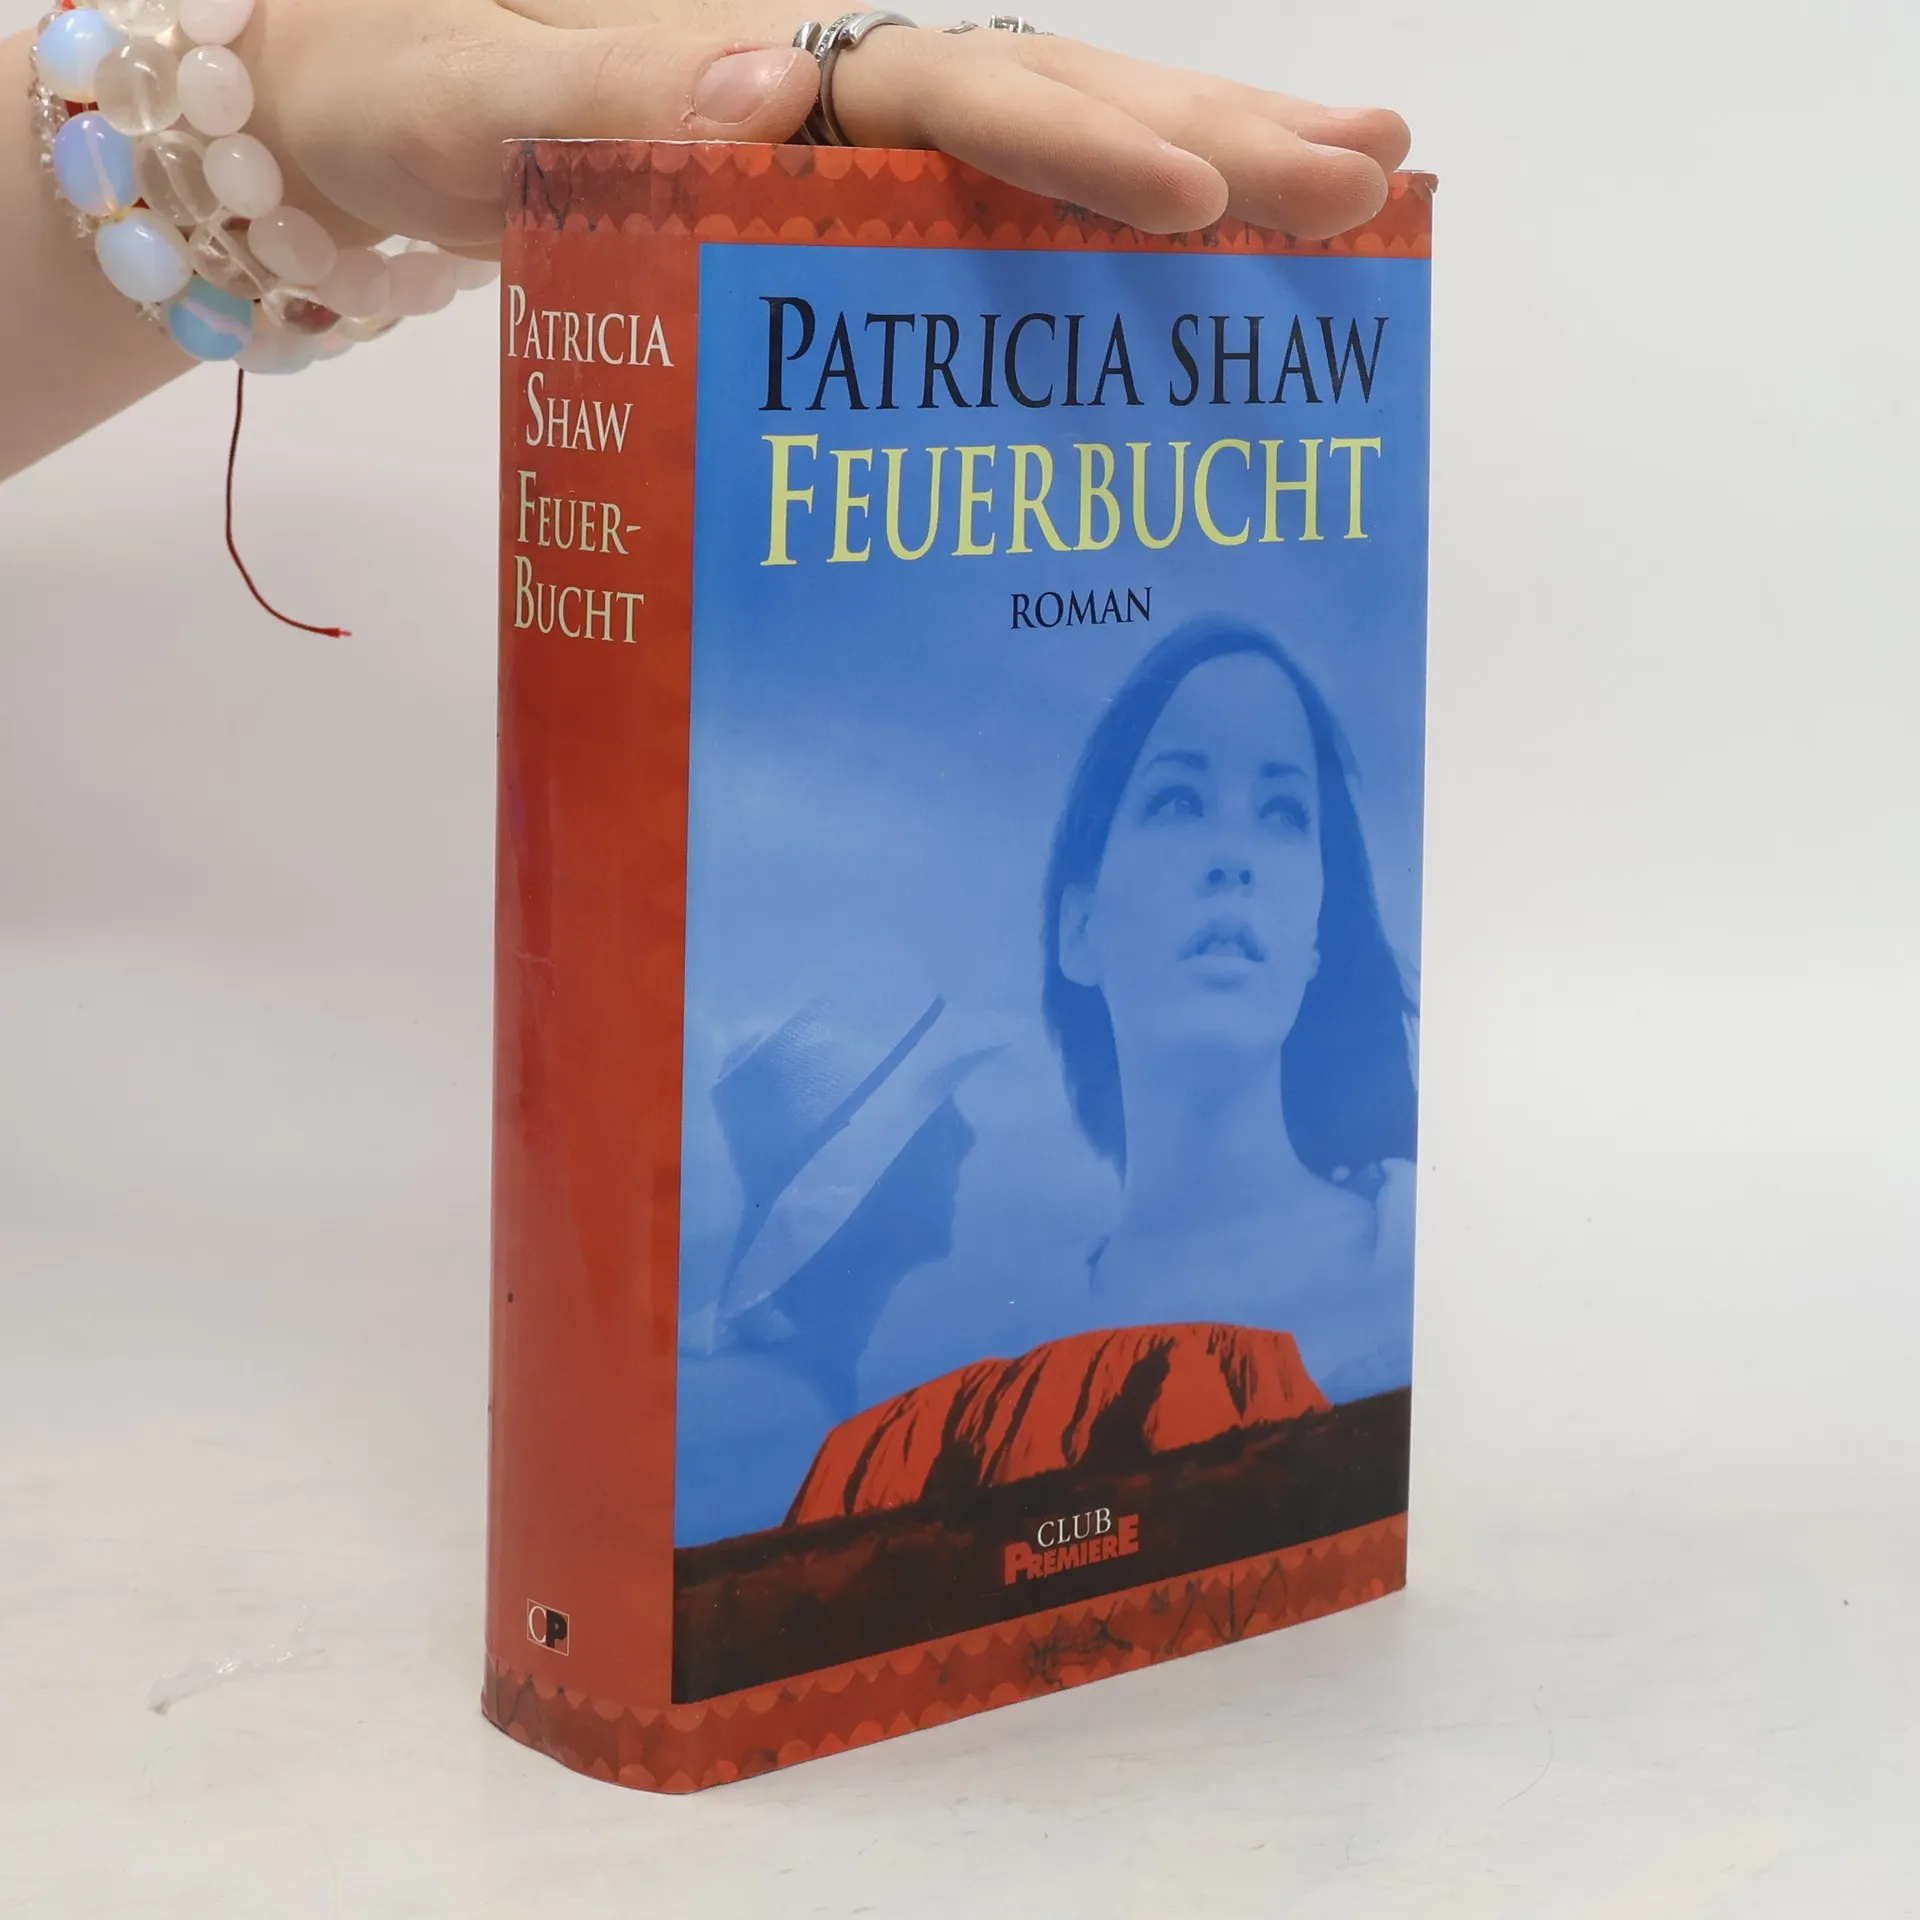 PATRICIA
SHAW
FEUER-
BUCHT
CP
PATRICIA SHAW
FEUERBUCHT
ROMAN
CLUB
PREMIERE